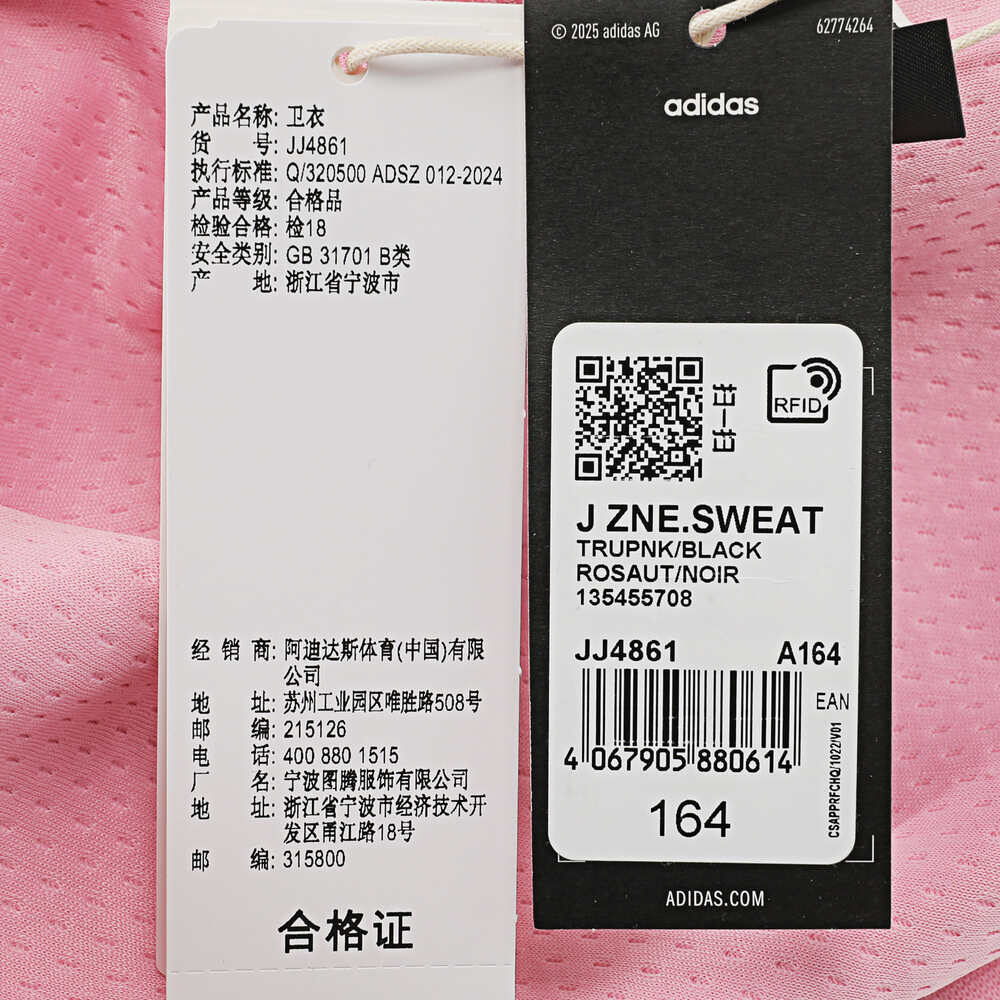 产品名称: 卫衣
货 号: JJ4861
执行标准: Q/320500 ADSZ 012-2024
产品等级: 合格品
检验合格: 检18
安全类别: GB 31701 B类
产 地: 浙江省宁波市
经 销 商: 阿迪达斯体育(中国)有限
公司
地 址: 苏州工业园区唯胜路508号
邮 编: 215126
电 话: 400 880 1515
厂 名: 宁波图腾服饰有限公司
地 址: 浙江省宁波市经济技术开
发区甬江路18号
邮 编: 315800
合格证
© 2025 adidas AG
62774264
adidas
扫一扫
RFID
J ZNE.SWEAT
TRUPNK/BLACK
ROSAUT/NOIR
135455708
JJ4861 A164
EAN
4 067905 880614
CSAPPRFCHQ/1022/V01
164
ADIDAS.COM